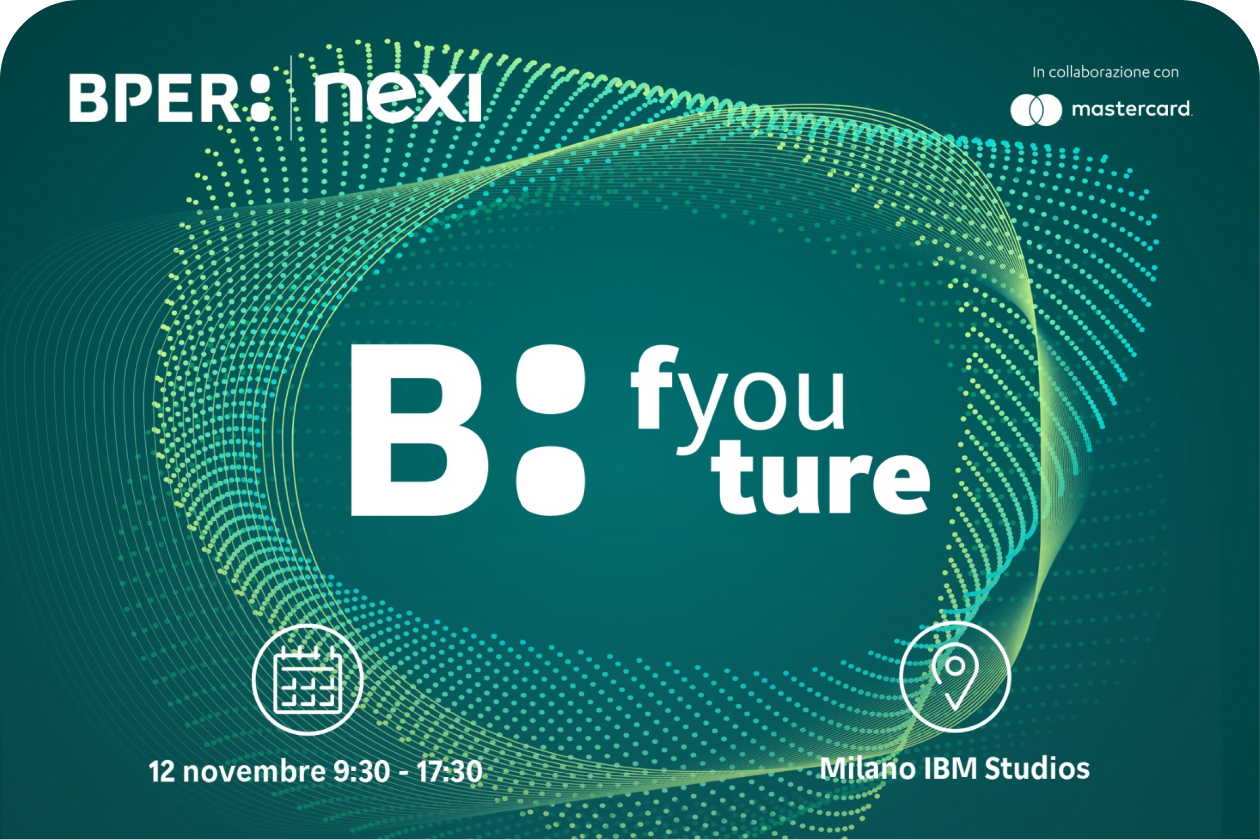 BPER: nexi
In collaborazione con
mastercard.
B: fyou
ture
12 novembre 9:30 - 17:30
Milano IBM Studios